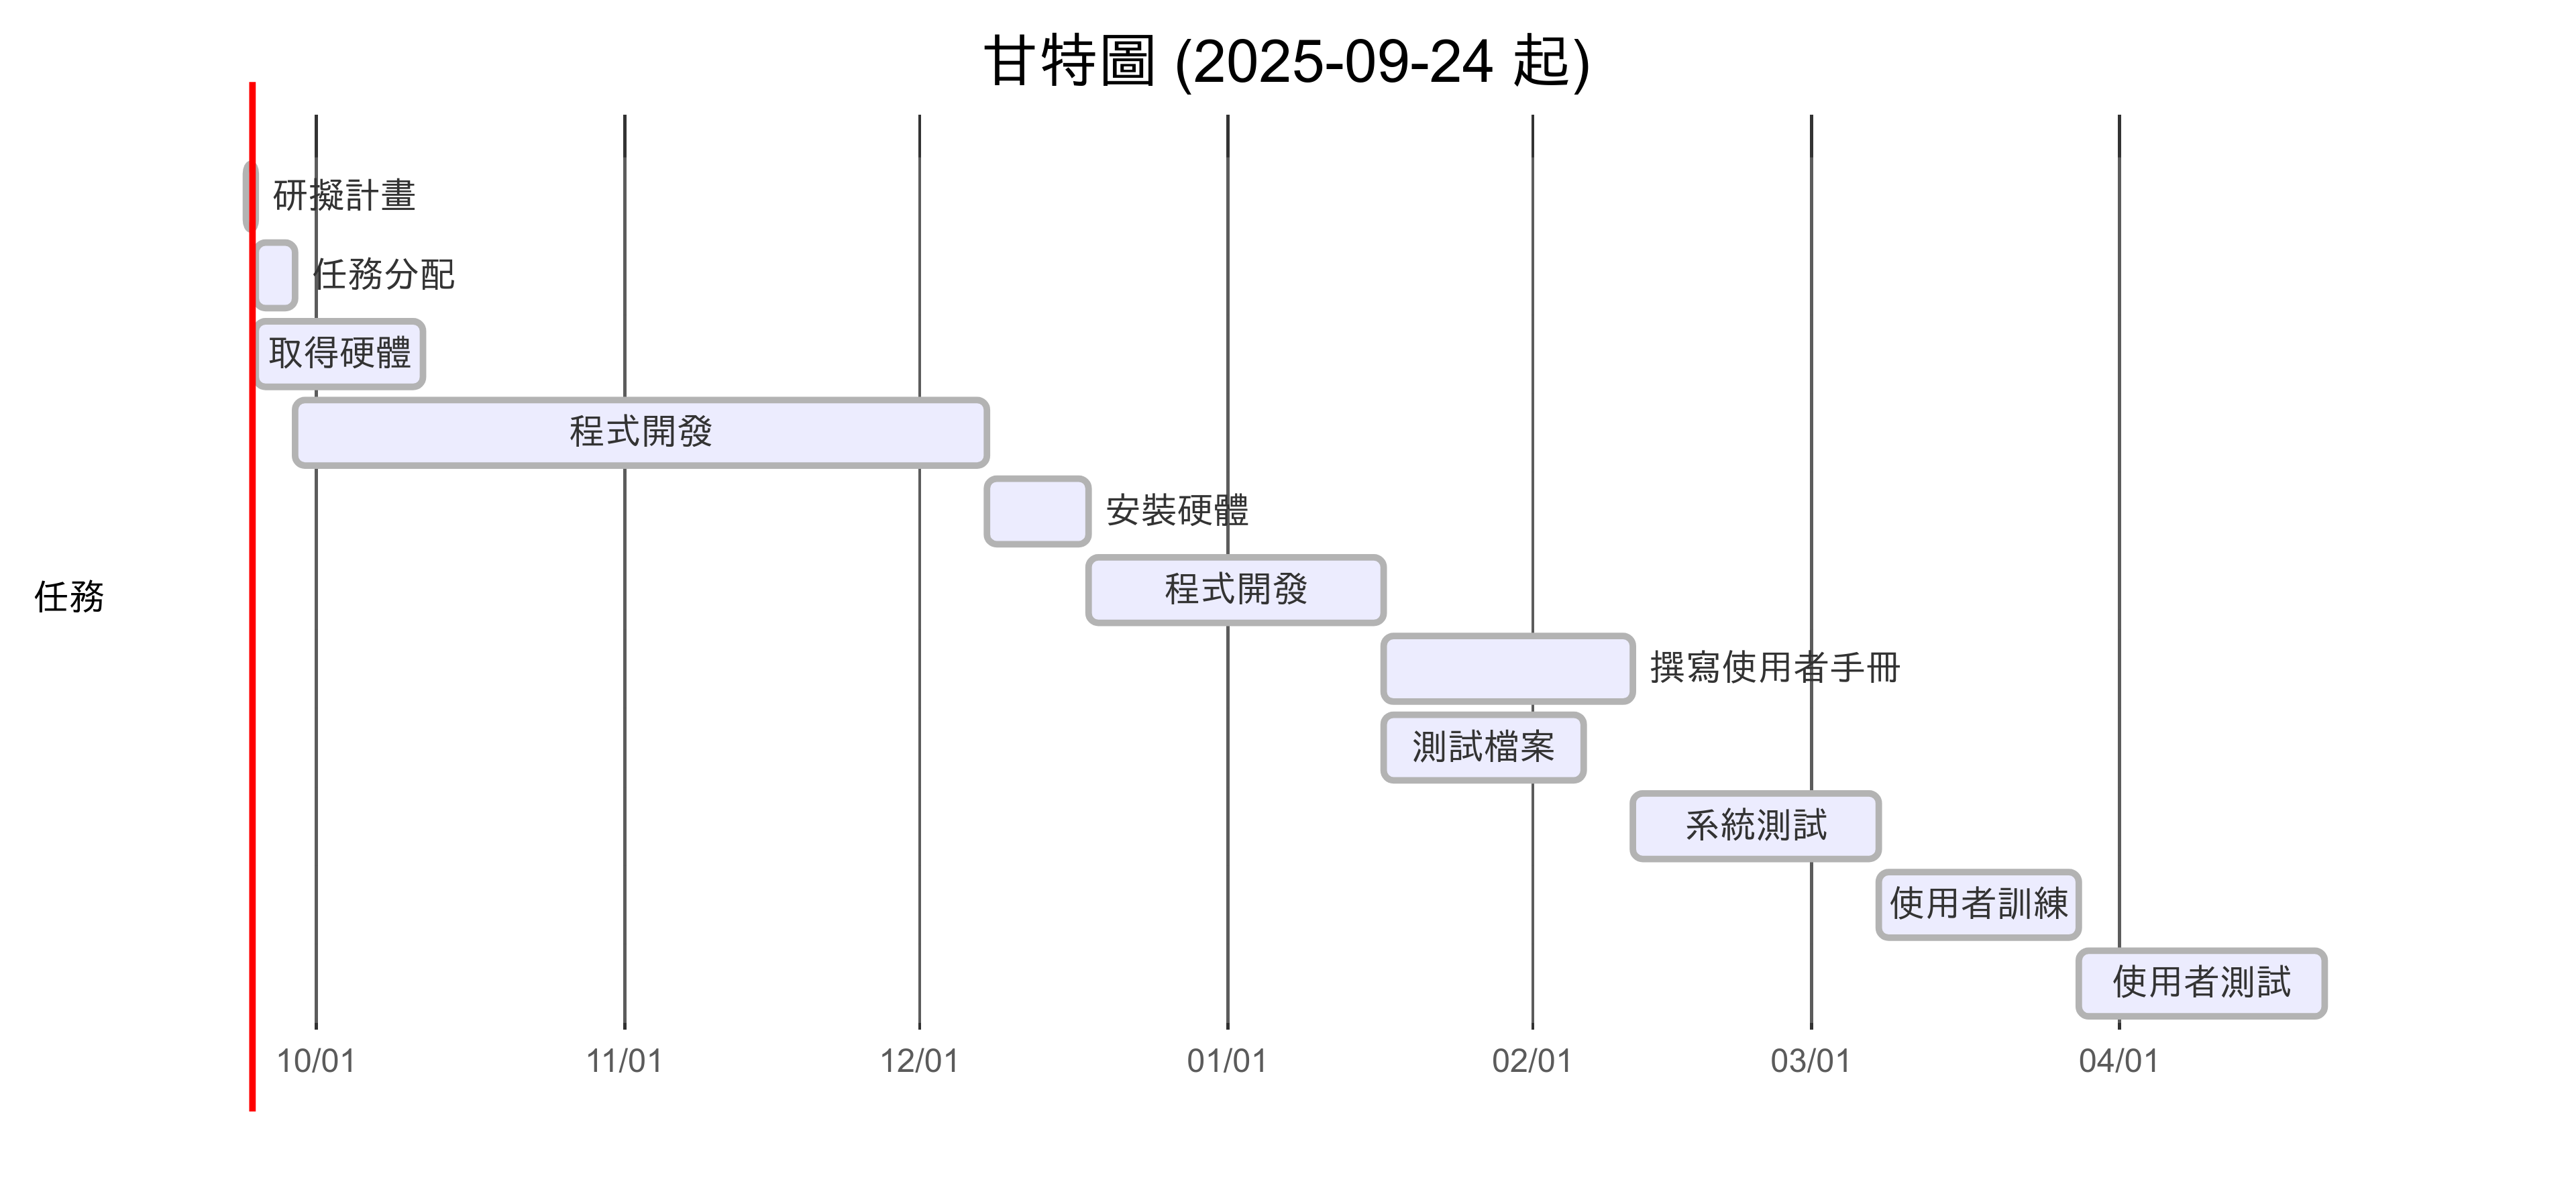 甘特圖 (2025-09-24 起)
研擬計畫
任務分配
取得硬體
程式開發
安裝硬體
程式開發
任務
撰寫使用者手冊
測試檔案
系統測試
使用者訓練
使用者測試
10/01
11/01
12/01
01/01
02/01
03/01
04/01